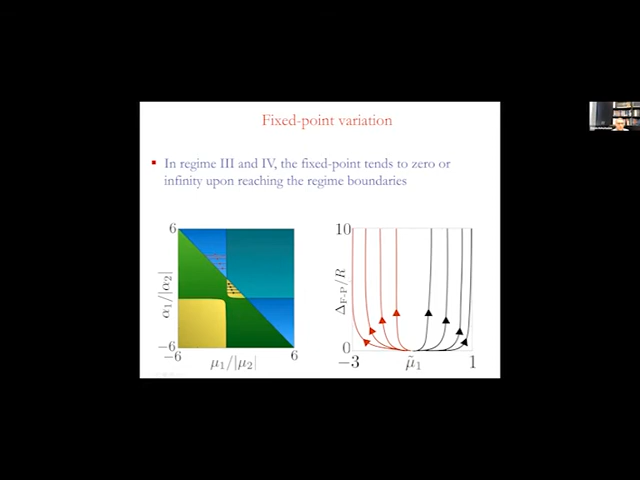 Fixed-point variation
In regime III and IV, the fixed-point tends to zero or
infinity upon reaching the regime boundaries
6
α₁/|α₂|
−6
−6
μ₁/|μ₂|
6
10
Δ_F-P/R
0
−3
μ̃₁
1